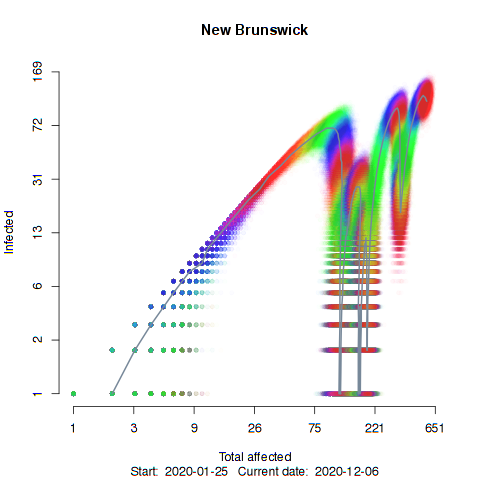 New Brunswick
169
72
31
13
6
2
1
Infected
1 3 9 26 75 221 651
Total affected
Start: 2020-01-25 Current date: 2020-12-06